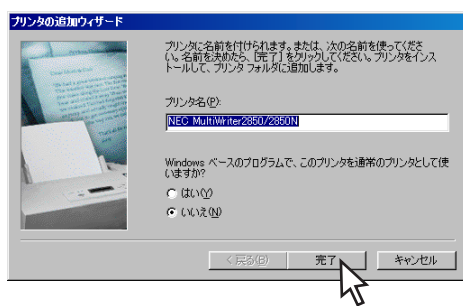 プリンタの追加ウィザード
プリンタに名前を付けられます。または、次の名前を使ってくださ
い。名前を決めたら、[完了]をクリックしてください。プリンタをインス
トールして、プリンタ フォルダに追加します。
プリンタ名(P):
NEC MultiWriter2850/2850N
Windows ベースのプログラムで、このプリンタを通常のプリンタとして使
いますか?
はい(Y)
いいえ(N)
< 戻る(B)
完了
キャンセル